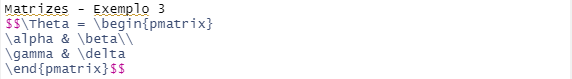 Matrizes - Exemplo 3
$$\Theta = \begin{pmatrix}
\alpha & \beta\\
\gamma & \delta
\end{pmatrix}$$